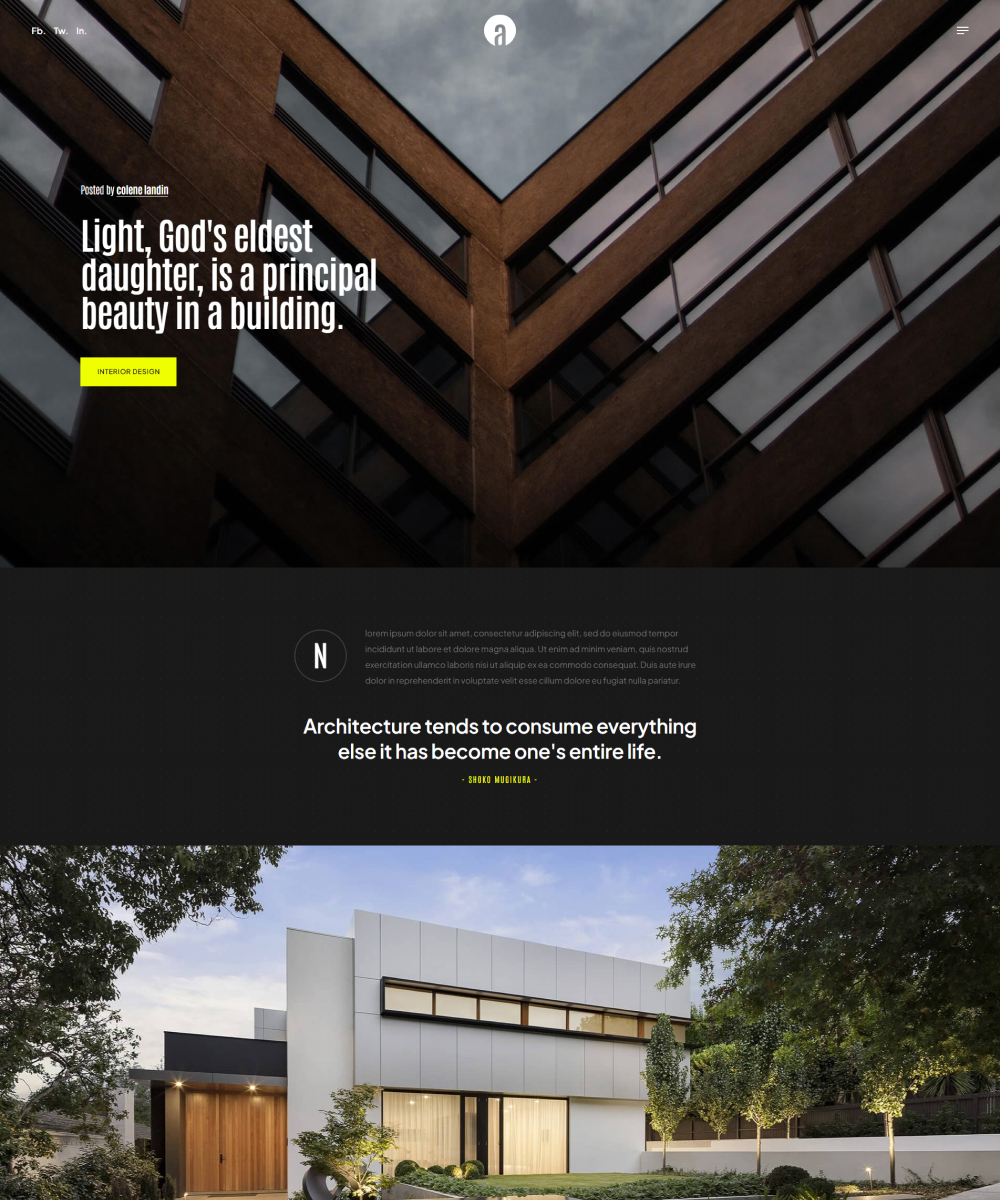 Fb. Tw. In.
a
Posted by colene landin
Light, God's eldest
daughter, is a principal
beauty in a building.
INTERIOR DESIGN
N
lorem ipsum dolor sit amet, consectetur adipiscing elit, sed do eiusmod tempor
incididunt ut labore et dolore magna aliqua. Ut enim ad minim veniam, quis nostrud
exercitation ullamco laboris nisi ut aliquip ex ea commodo consequat. Duis aute irure
dolor in reprehenderit in voluptate velit esse cillum dolore eu fugiat nulla pariatur.
Architecture tends to consume everything
else it has become one's entire life.
- SHOKO MUGIKURA -